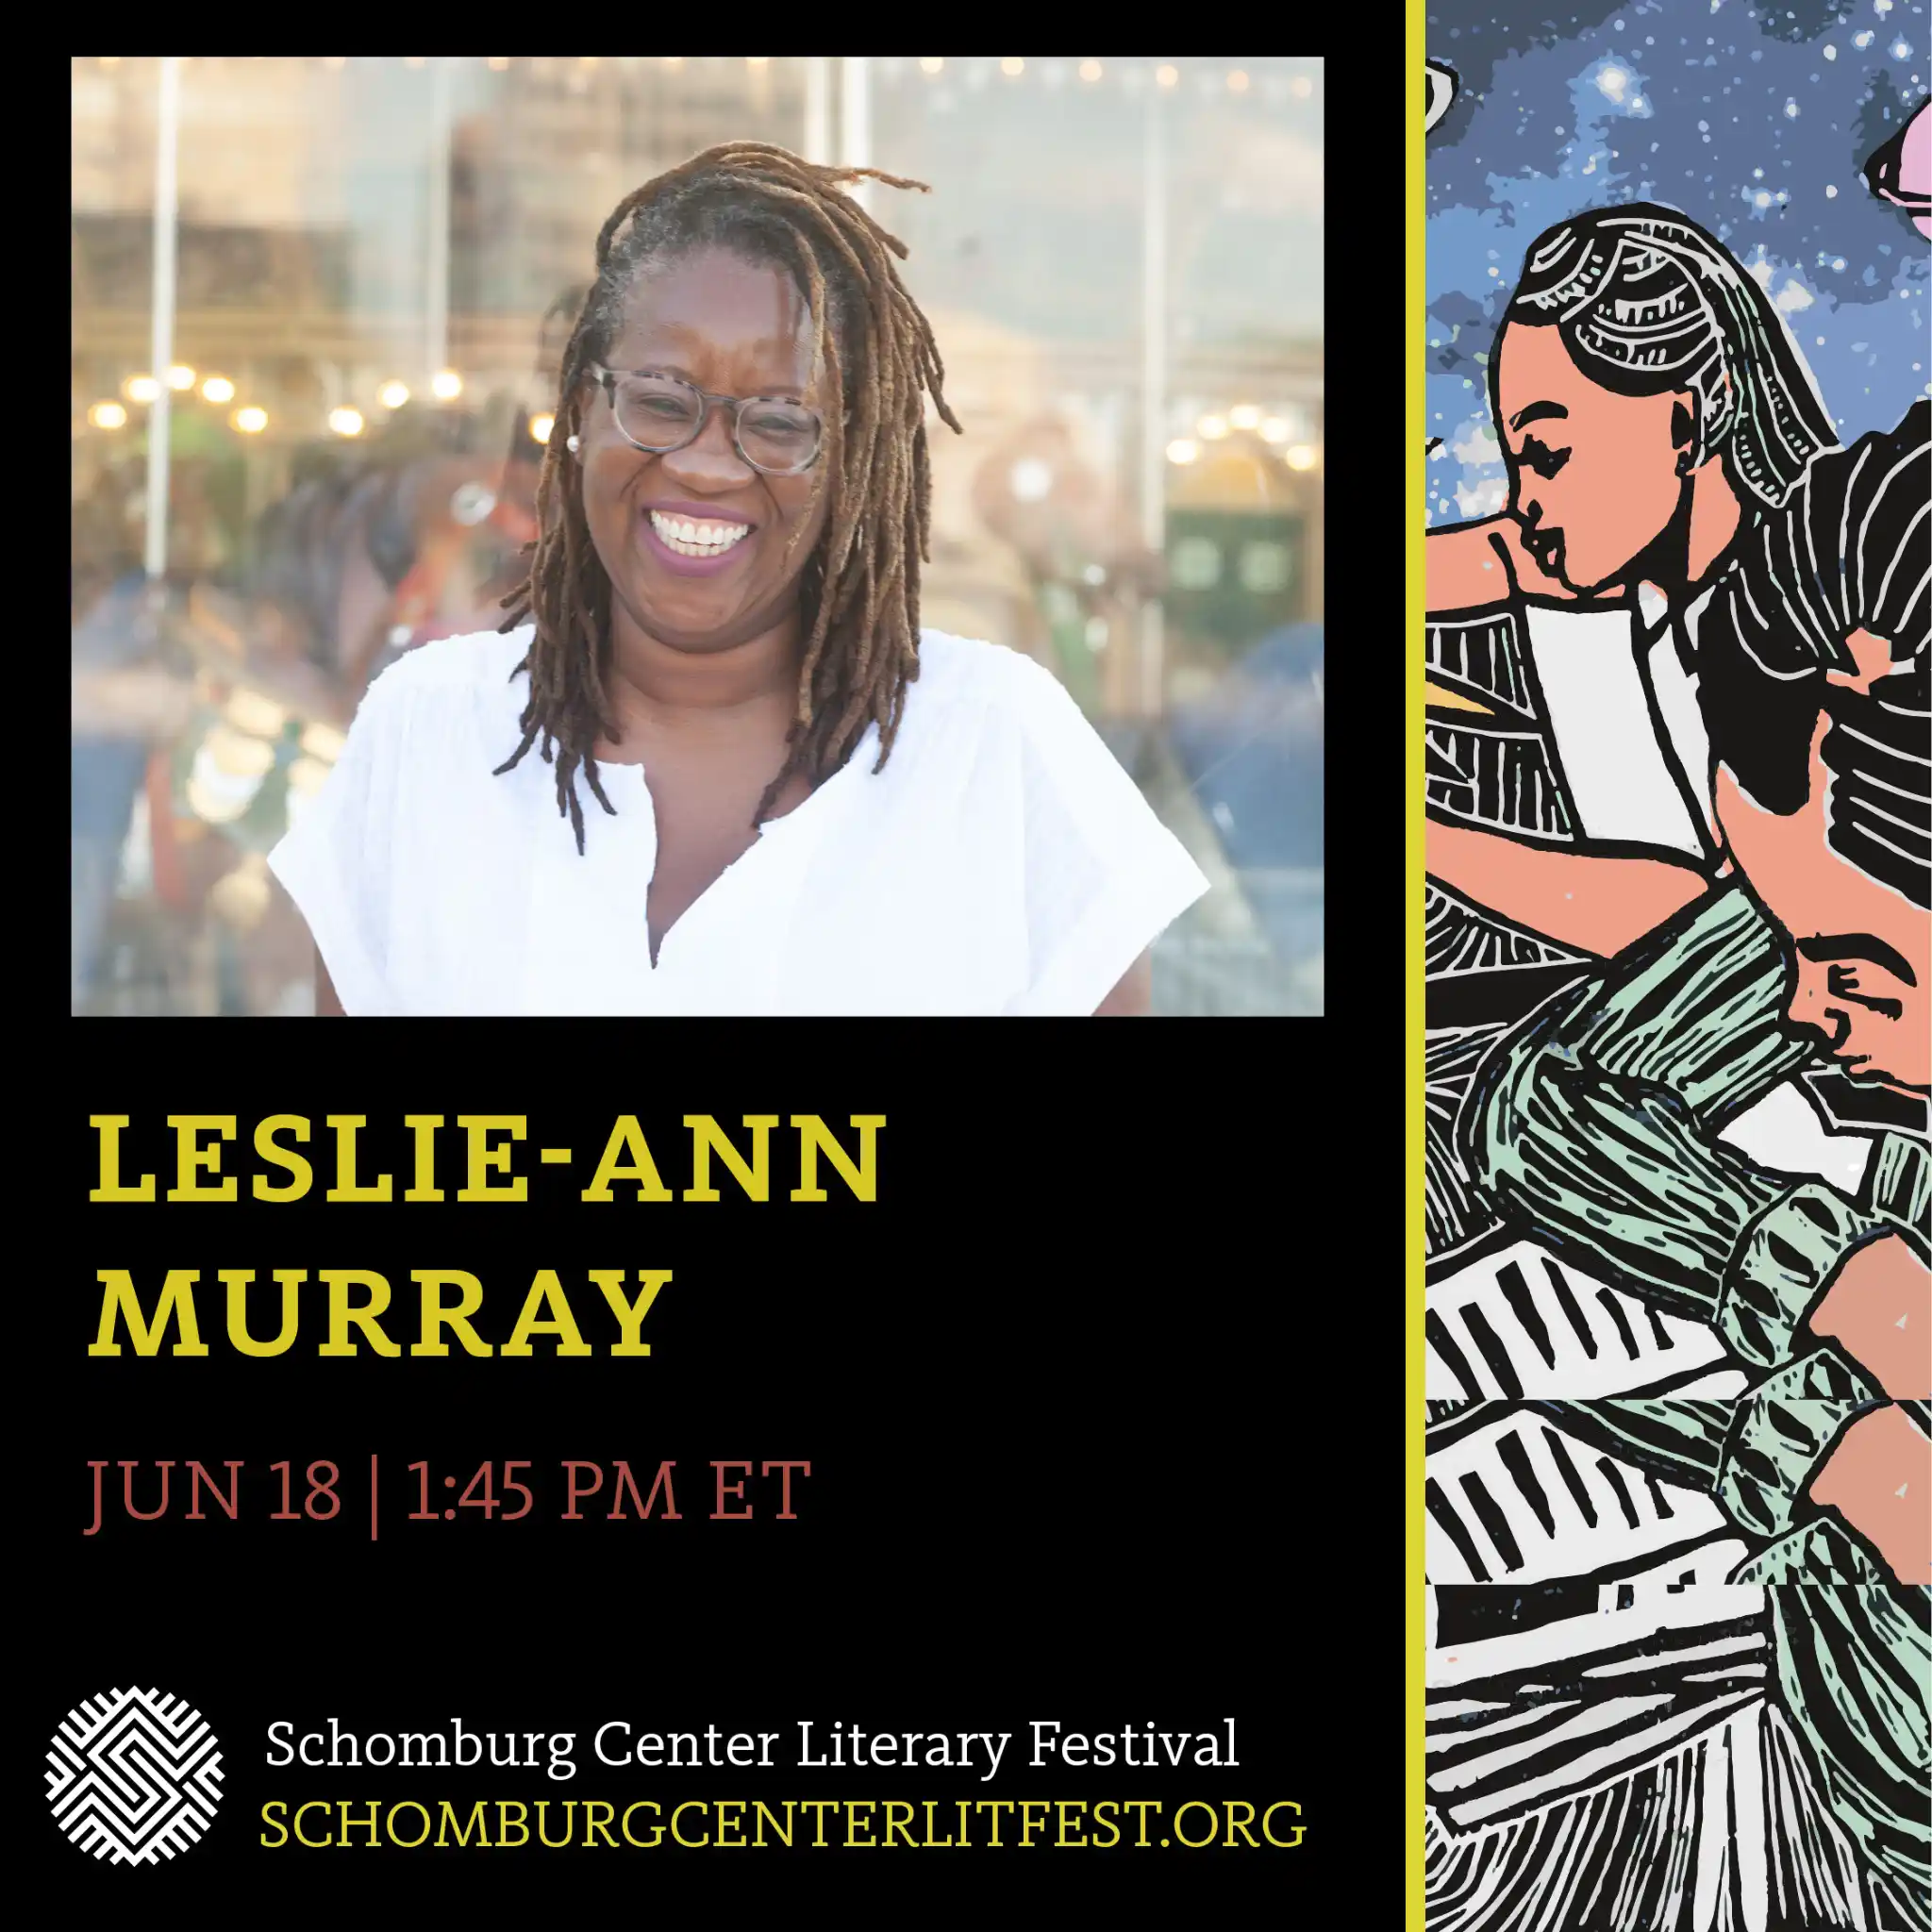 LESLIE-ANN
MURRAY
JUN 18 | 1:45 PM ET
Schomburg Center Literary Festival
SCHOMBURGCENTERLITFEST.ORG